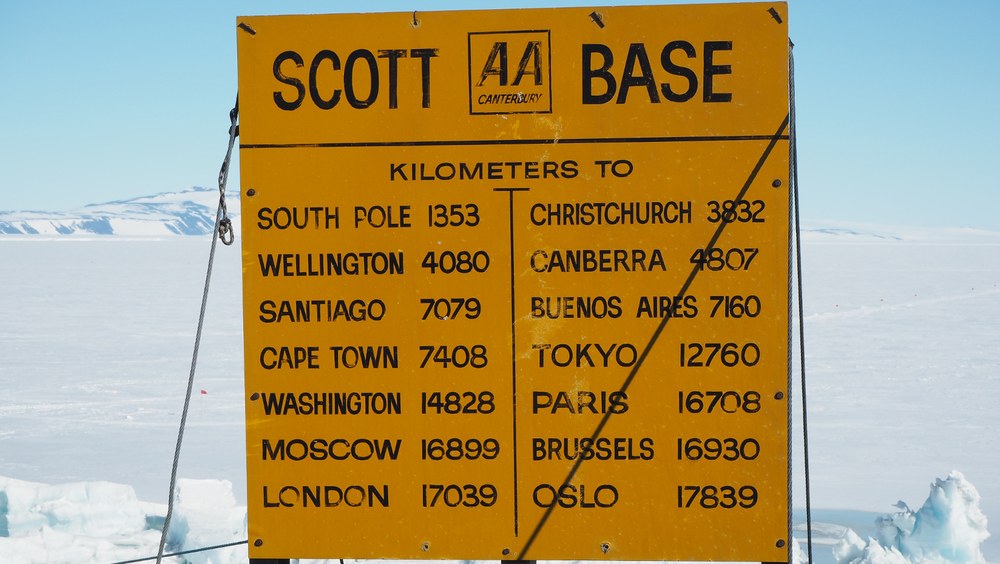 SCOTT AA BASE
CANTERBURY
KILOMETERS TO
SOUTH POLE 1353
WELLINGTON 4080
SANTIAGO 7079
CAPE TOWN 7408
WASHINGTON 14828
MOSCOW 16899
LONDON 17039
CHRISTCHURCH 3832
CANBERRA 4807
BUENOS AIRES 7160
TOKYO 12760
PARIS 16708
BRUSSELS 16930
OSLO 17839